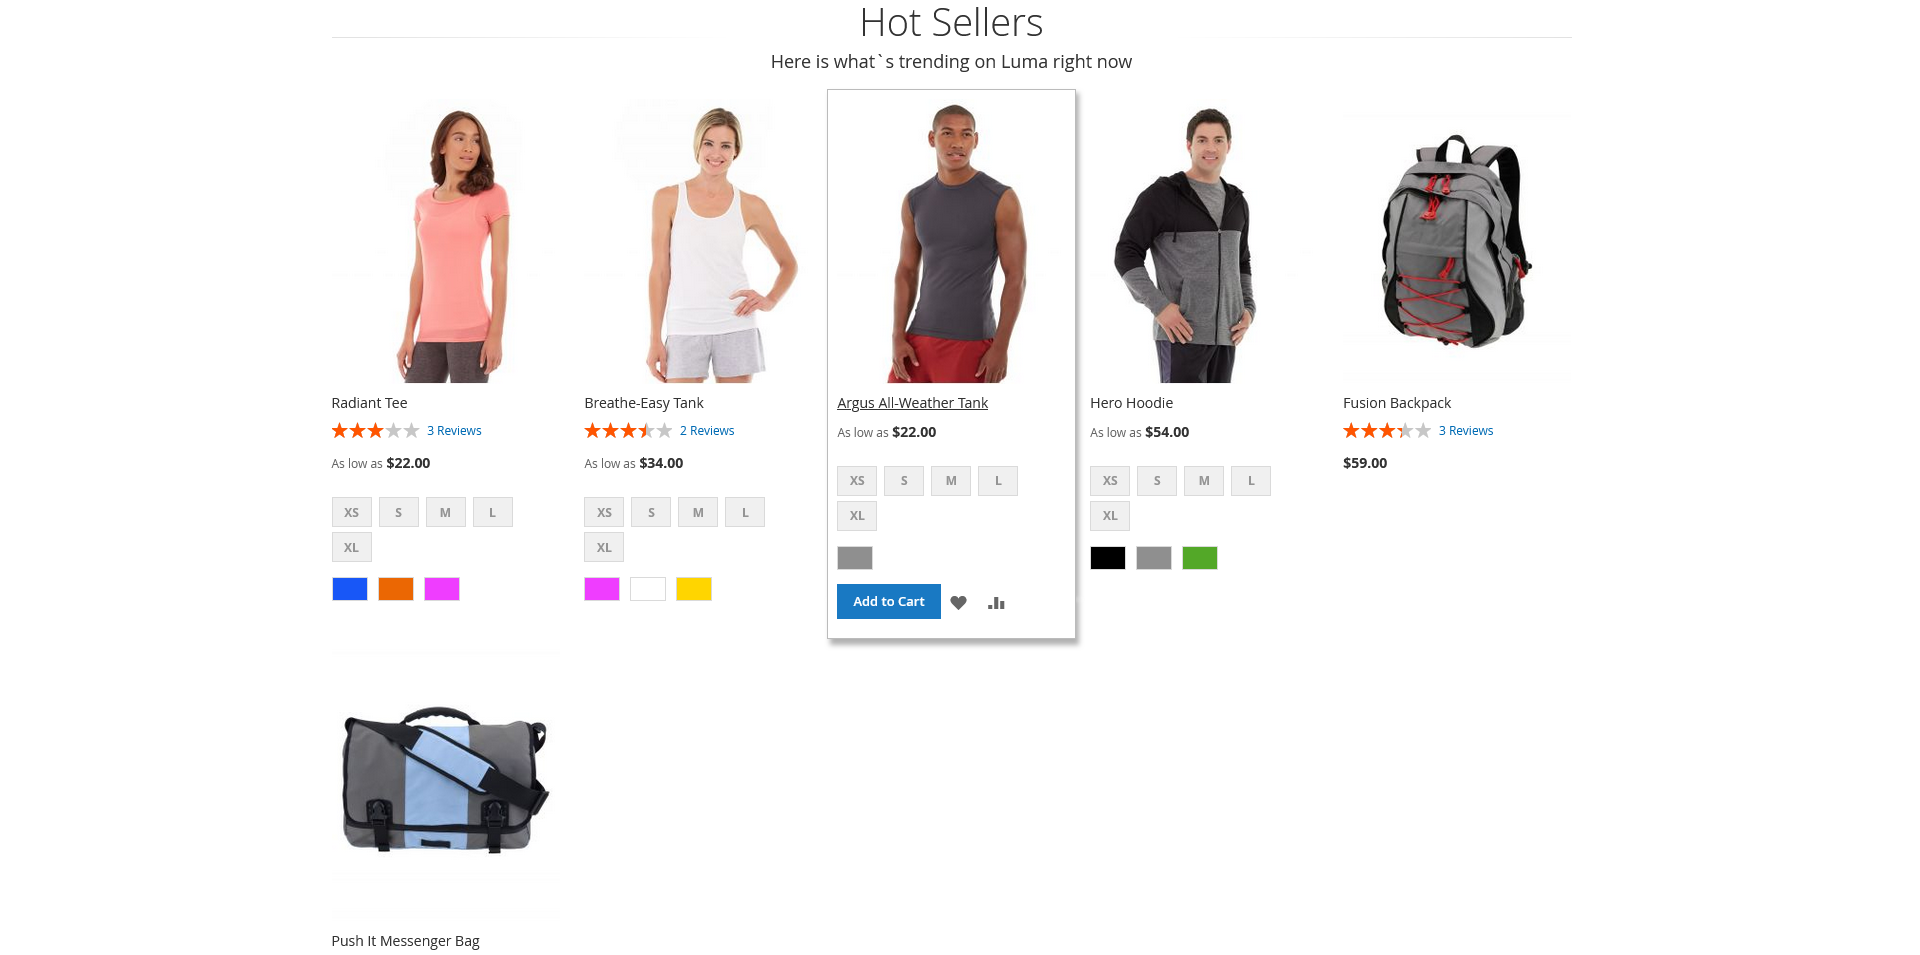 Hot Sellers
Here is what`s trending on Luma right now
Radiant Tee
3 Reviews
As low as $22.00
XS S M L
XL
Breathe-Easy Tank
2 Reviews
As low as $34.00
XS S M L
XL
Argus All-Weather Tank
As low as $22.00
XS S M L
XL
Add to Cart
Hero Hoodie
As low as $54.00
XS S M L
XL
Fusion Backpack
3 Reviews
$59.00
Push It Messenger Bag